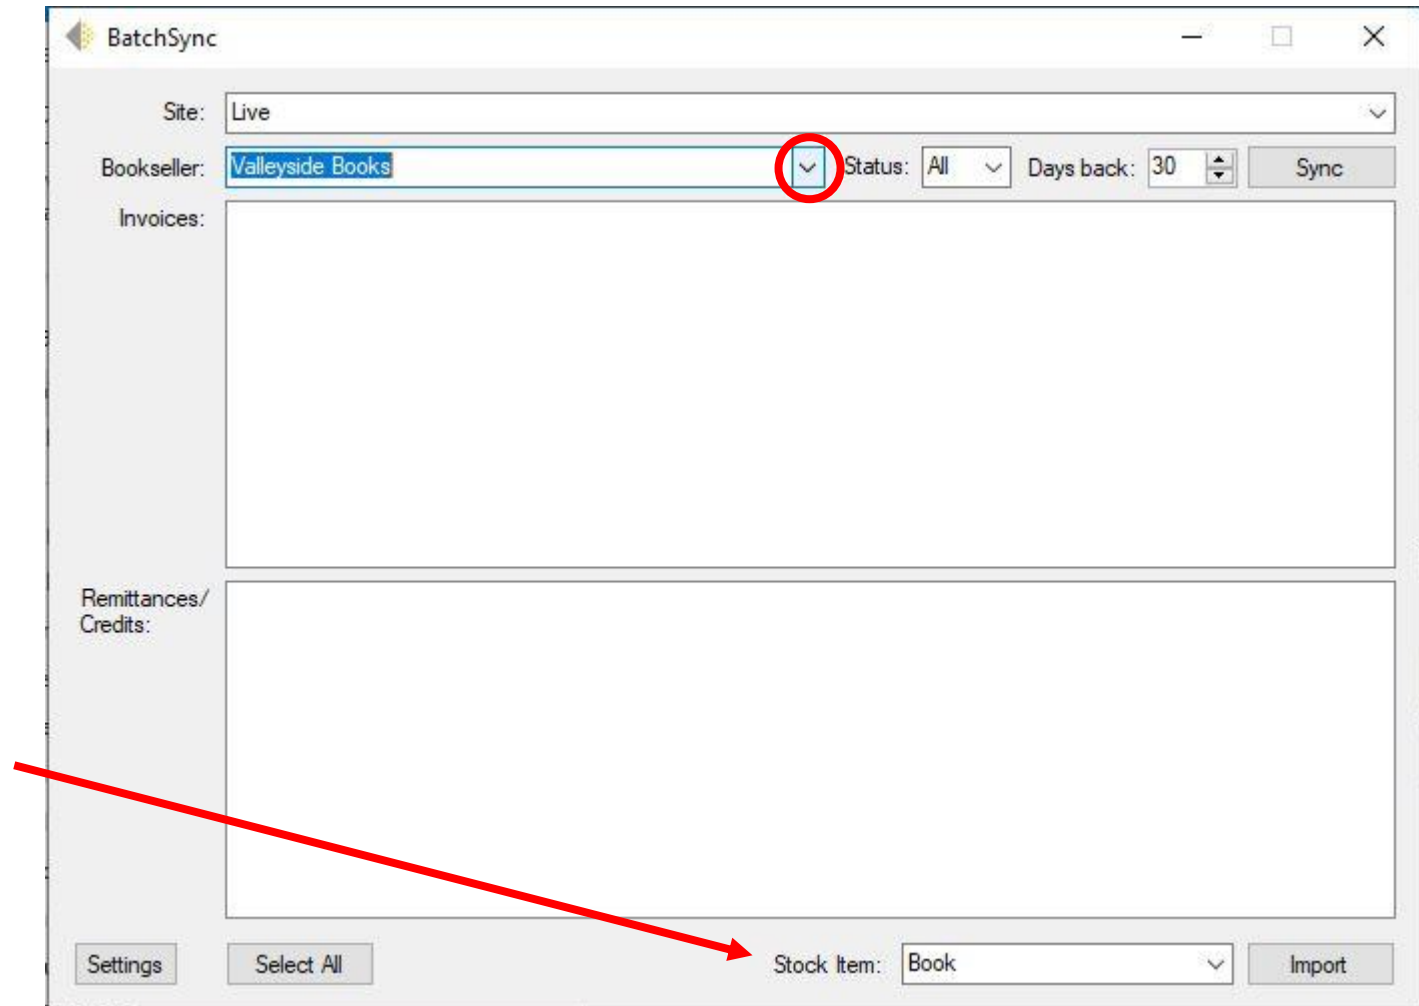 BatchSync
Site: Live
Bookseller: Valleyside Books Status: All Days back: 30 Sync
Invoices:
Remittances/
Credits:
Settings Select All Stock Item: Book Import